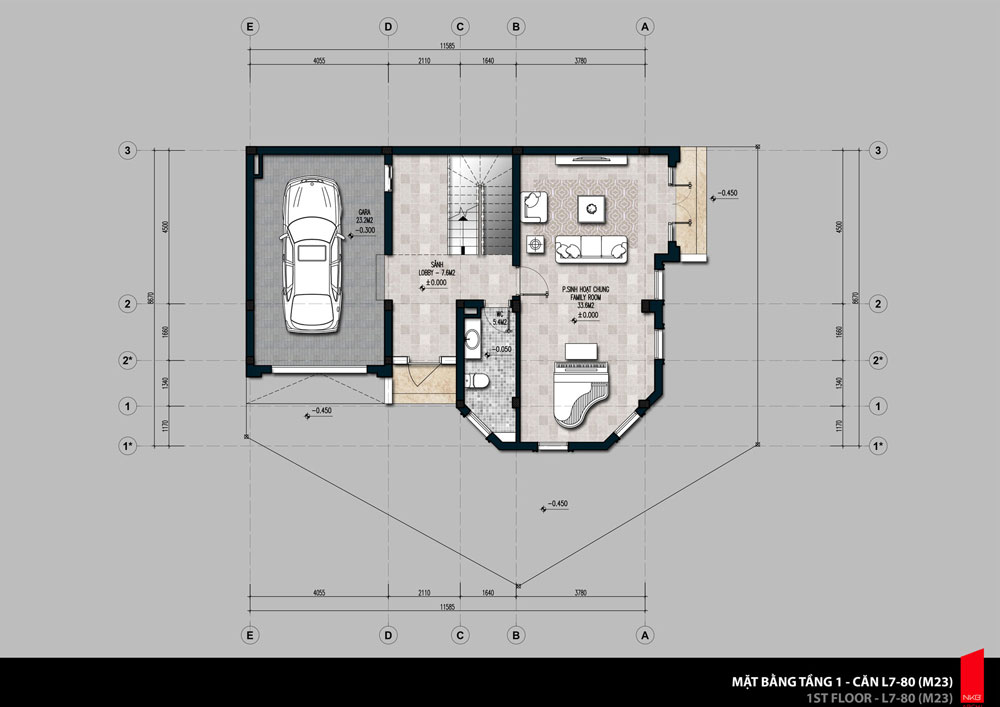 E D C B A
11585
4055 2110 1640 3780
3 3
GARA
23.2M2
-0.300
-0.450
4500 4500
SẢNH
LOBBY - 7.6M2
±0.000
P.SINH HOẠT CHUNG
FAMILY ROOM
33.6M2
±0.000
8670 8670
2 2
WC
5.4M2
-0.050
1660 1660
2* 2*
1340 1340
1 1
-0.450
1170 1170
1* 1*
-0.450
4055 2110 1640 3780
11585
E D C B A
MẶT BẰNG TẦNG 1 - CĂN L7-80 (M23)
1ST FLOOR - L7-80 (M23)